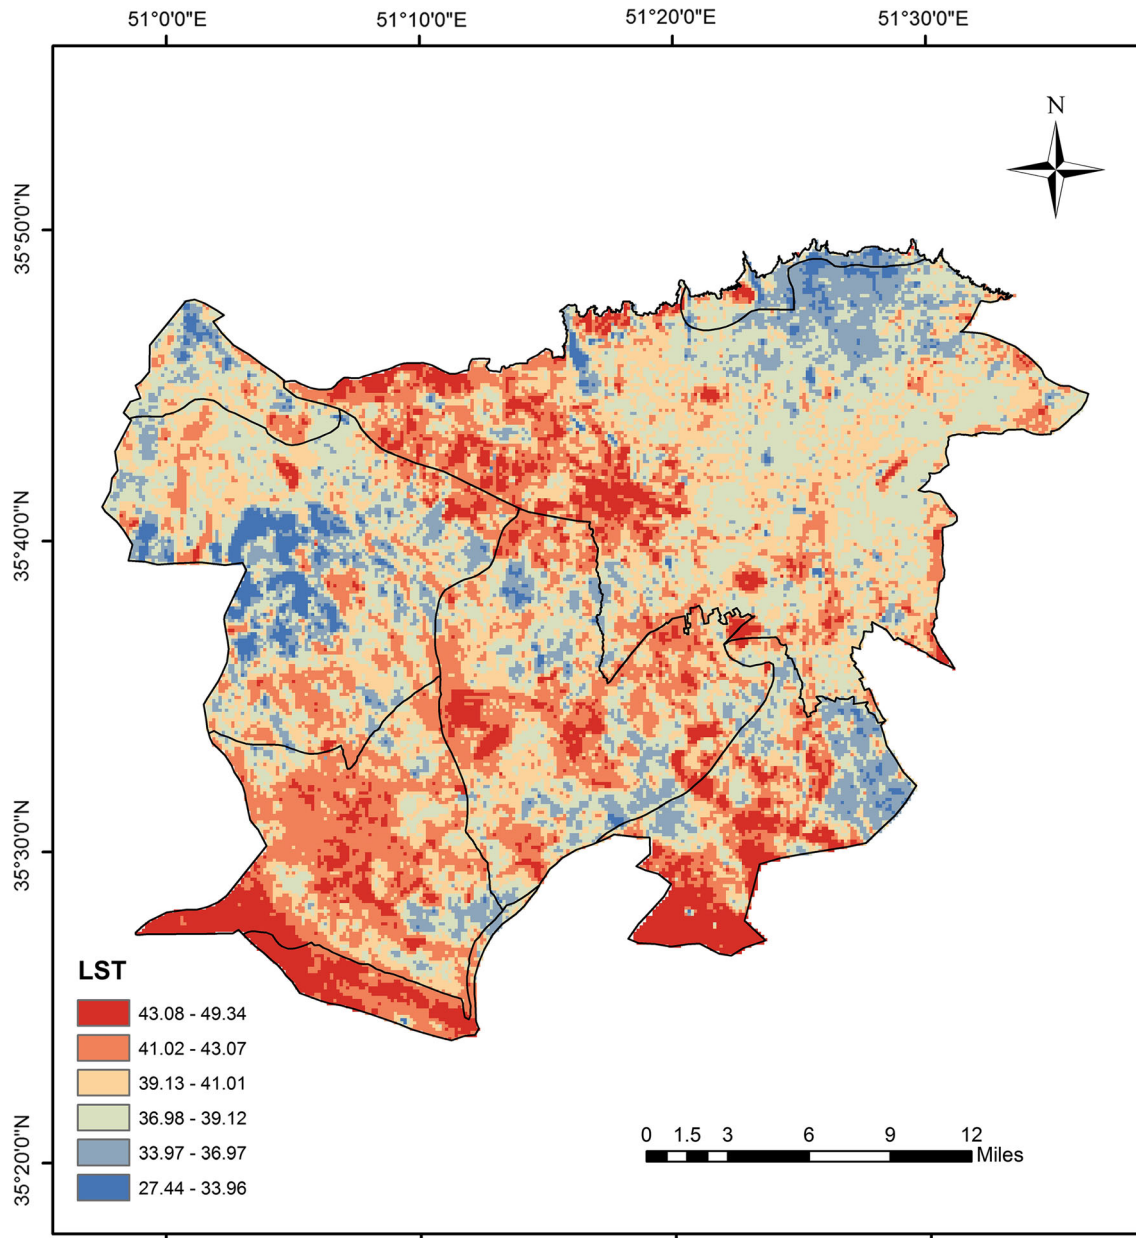 51°0'0"E 51°10'0"E 51°20'0"E 51°30'0"E
N
35°50'0"N
35°40'0"N
35°30'0"N
35°20'0"N
LST
43.08 - 49.34
41.02 - 43.07
39.13 - 41.01
36.98 - 39.12
33.97 - 36.97
27.44 - 33.96
0 1.5 3 6 9 12
Miles